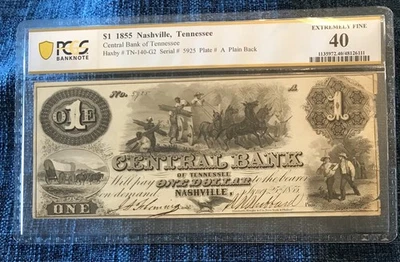 PCGS
BANKNOTE
$1 1855 Nashville, Tennessee
Central Bank of Tennessee
Haxby # TN-140-G2 Serial # 5925 Plate # A Plain Back
EXTREMELY FINE
40
No. A
ONE 1
CENTRAL BANK
OF TENNESSEE
Will pay ONE DOLLAR to the bearer
on demand
NASHVILLE, 1855
ONE